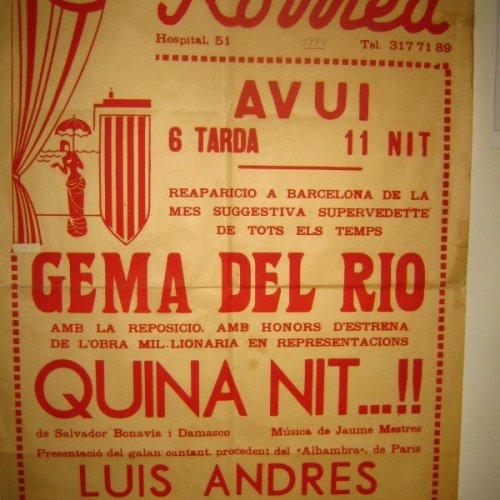 Romea
Hospital, 51 1974 Tel. 317 71 89
AVUI
6 TARDA 11 NIT
REAPARICIO A BARCELONA DE LA
MES SUGGESTIVA SUPERVEDETTE
DE TOTS ELS TEMPS
GEMA DEL RIO
AMB LA REPOSICIO, AMB HONORS D'ESTRENA
DE L'OBRA MIL.LIONARIA EN REPRESENTACIONS
QUINA NIT...!!
de Salvador Bonavia i Damasco Música de Jaume Mestres
Presentació del galan cantant, procedent del «Alhambra», de Paris
LUIS ANDRES